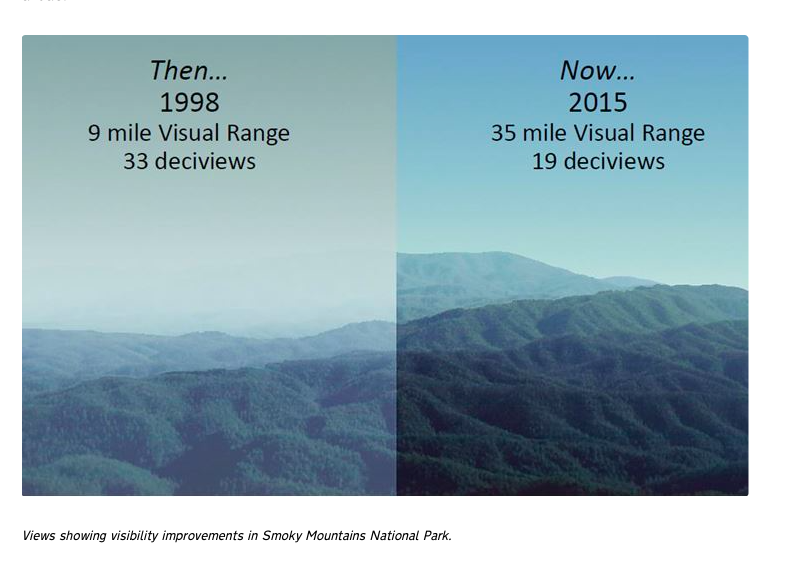 Then...
1998
9 mile Visual Range
33 deciviews
Now...
2015
35 mile Visual Range
19 deciviews
Views showing visibility improvements in Smoky Mountains National Park.